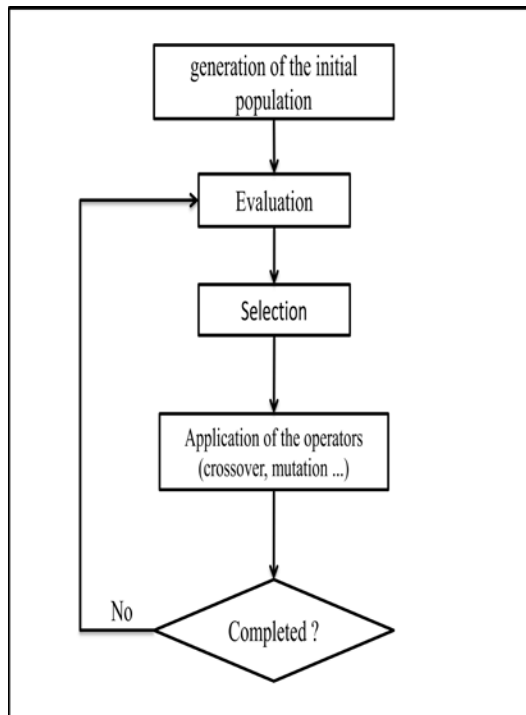 generation of the initial
population
Evaluation
Selection
Application of the operators
(crossover, mutation ...)
No
Completed ?